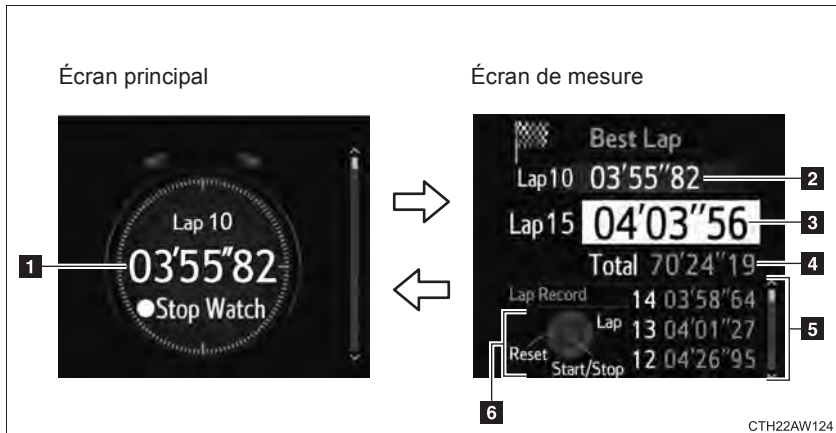 Écran principal
Écran de mesure
Lap 10
03'55"82
Stop Watch
1
Best Lap
Lap10 03'55"82
2
Lap15 04'03"56
3
Total 70'24"19
4
Lap Record
14 03'58"64
Lap 13 04'01"27
5
Reset
12 04'26"95
Start/Stop
6
CTH22AW124